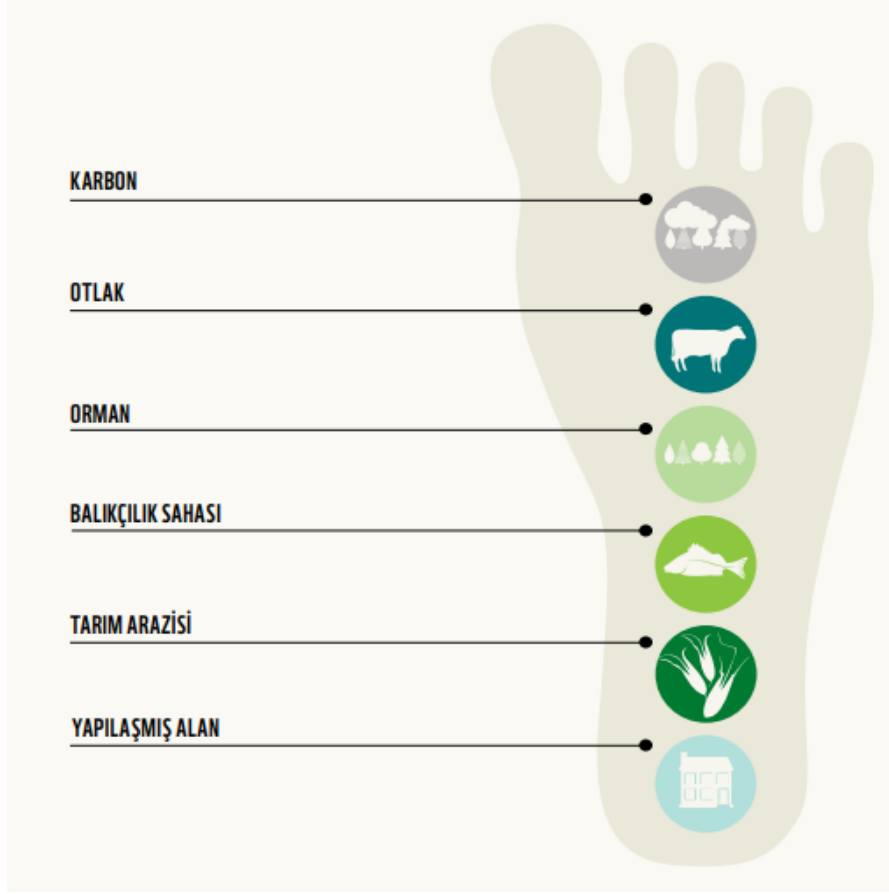 KARBON
OTLAK
ORMAN
BALIKÇILIK SAHASI
TARIM ARAZİSİ
YAPILAŞMIŞ ALAN